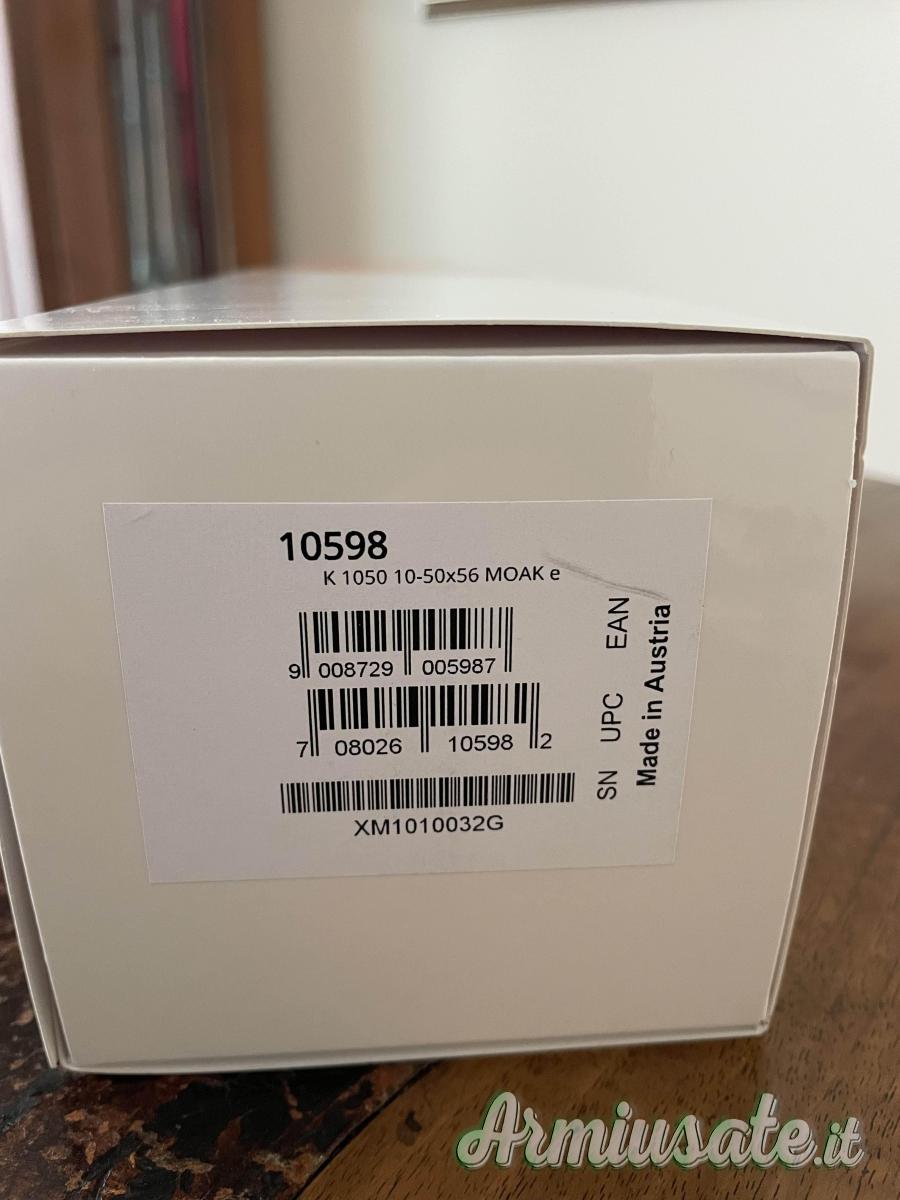 10598
K 1050 10-50x56 MOAK e
9 008729 005987
7 08026 10598 2
XM1010032G
SN UPC EAN
Made in Austria
Armiusate.it